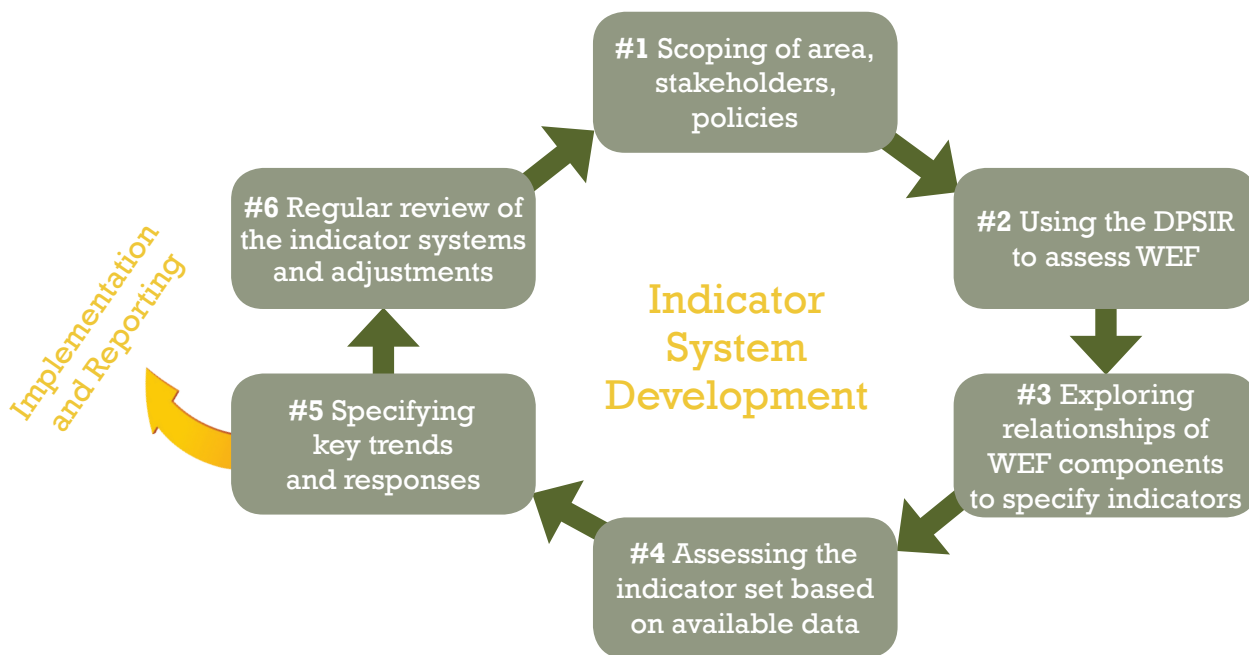 #1 Scoping of area,
stakeholders,
policies
#2 Using the DPSIR
to assess WEF
#3 Exploring
relationships of
WEF components
to specify indicators
#4 Assessing the
indicator set based
on available data
#5 Specifying
key trends
and responses
#6 Regular review of
the indicator systems
and adjustments
Implementation
and Reporting
Indicator
System
Development